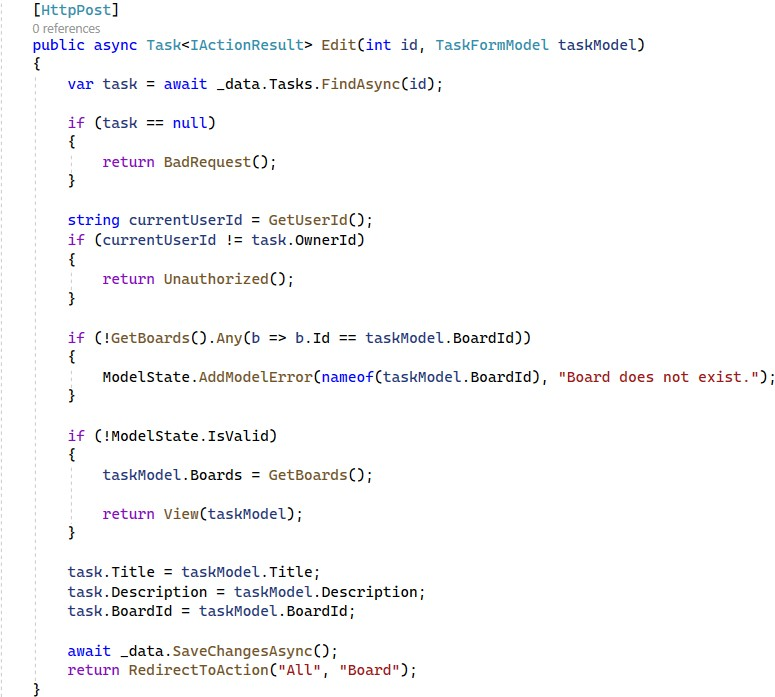 [HttpPost]
0 references
public async Task<IActionResult> Edit(int id, TaskFormModel taskModel)
{
    var task = await _data.Tasks.FindAsync(id);

    if (task == null)
    {
        return BadRequest();
    }

    string currentUserId = GetUserId();
    if (currentUserId != task.OwnerId)
    {
        return Unauthorized();
    }

    if (!GetBoards().Any(b => b.Id == taskModel.BoardId))
    {
        ModelState.AddModelError(nameof(taskModel.BoardId), "Board does not exist.");
    }

    if (!ModelState.IsValid)
    {
        taskModel.Boards = GetBoards();

        return View(taskModel);
    }

    task.Title = taskModel.Title;
    task.Description = taskModel.Description;
    task.BoardId = taskModel.BoardId;

    await _data.SaveChangesAsync();
    return RedirectToAction("All", "Board");
}